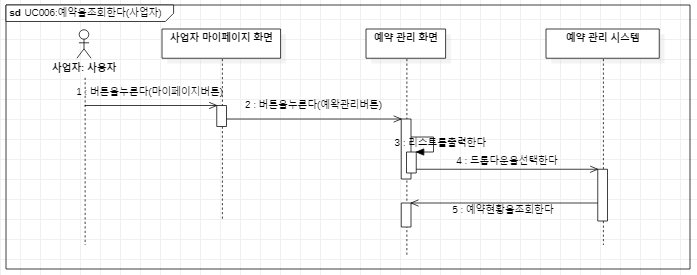 sd UC006:예약을조회한다(사업자)
사업자 마이페이지 화면
예약 관리 화면
예약 관리 시스템
사업자: 사용자
1 : 버튼을누른다(마이페이지버튼)
2 : 버튼을누른다(예왁관리버튼)
3 : 리스트를출력한다
4 : 드롭다운을선택한다
5 : 예약현황을조회한다